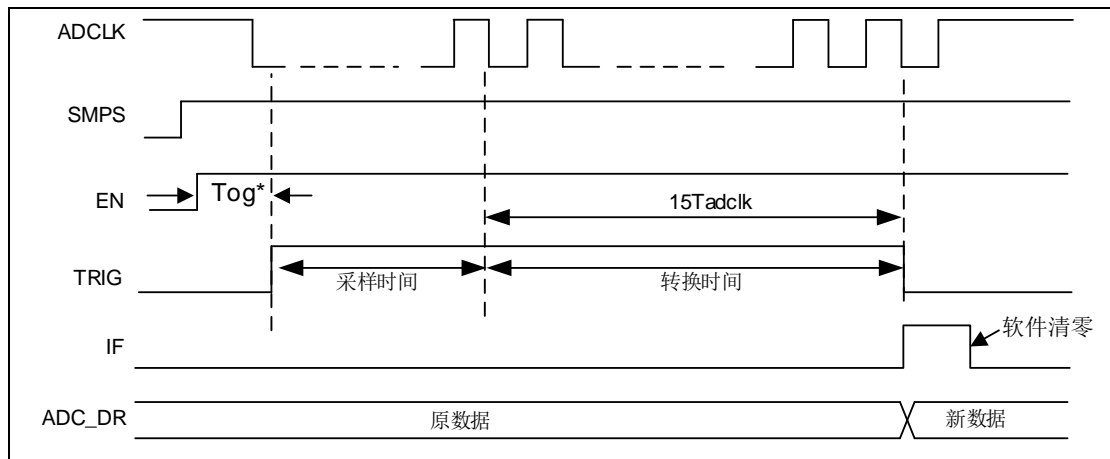 ADCLK
SMPS
EN
Tog*
15Tadclk
TRIG
采样时间
转换时间
IF
软件清零
ADC_DR
原数据
新数据